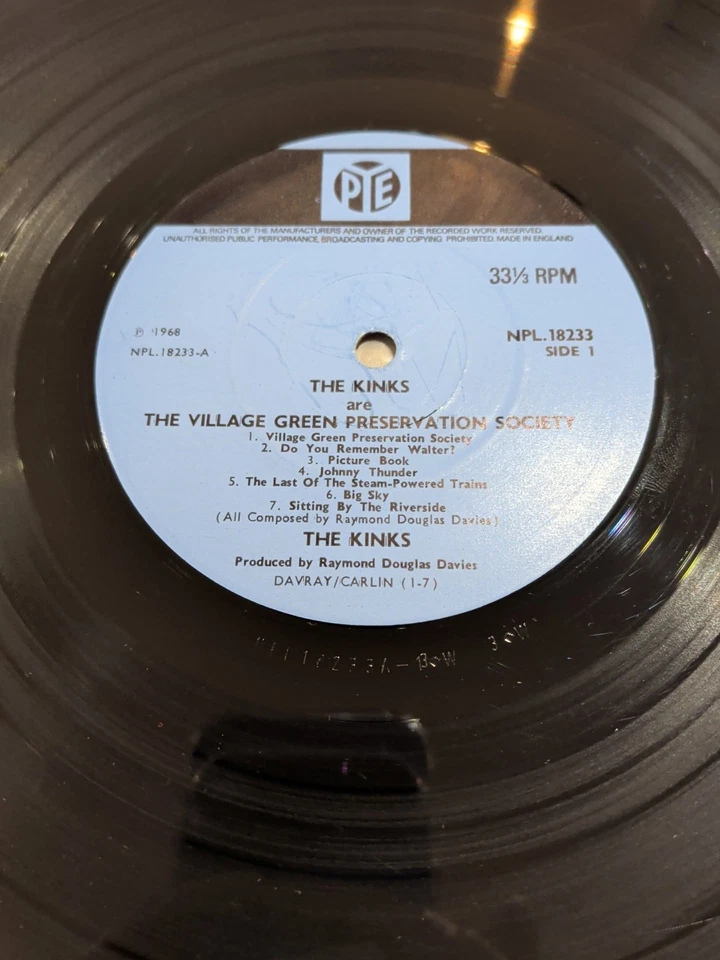 PYE
ALL RIGHTS OF THE MANUFACTURERS AND OWNER OF THE RECORDED WORK RESERVED.
UNAUTHORISED PUBLIC PERFORMANCE, BROADCASTING AND COPYING PROHIBITED. MADE IN ENGLAND
33⅓ RPM
℗ 1968
NPL.18233-A
NPL.18233
SIDE 1
THE KINKS
are
THE VILLAGE GREEN PRESERVATION SOCIETY
1. Village Green Preservation Society
2. Do You Remember Walter?
3. Picture Book
4. Johnny Thunder
5. The Last Of The Steam-Powered Trains
6. Big Sky
7. Sitting By The Riverside
(All Composed by Raymond Douglas Davies)
THE KINKS
Produced by Raymond Douglas Davies
DAVRAY/CARLIN (1-7)